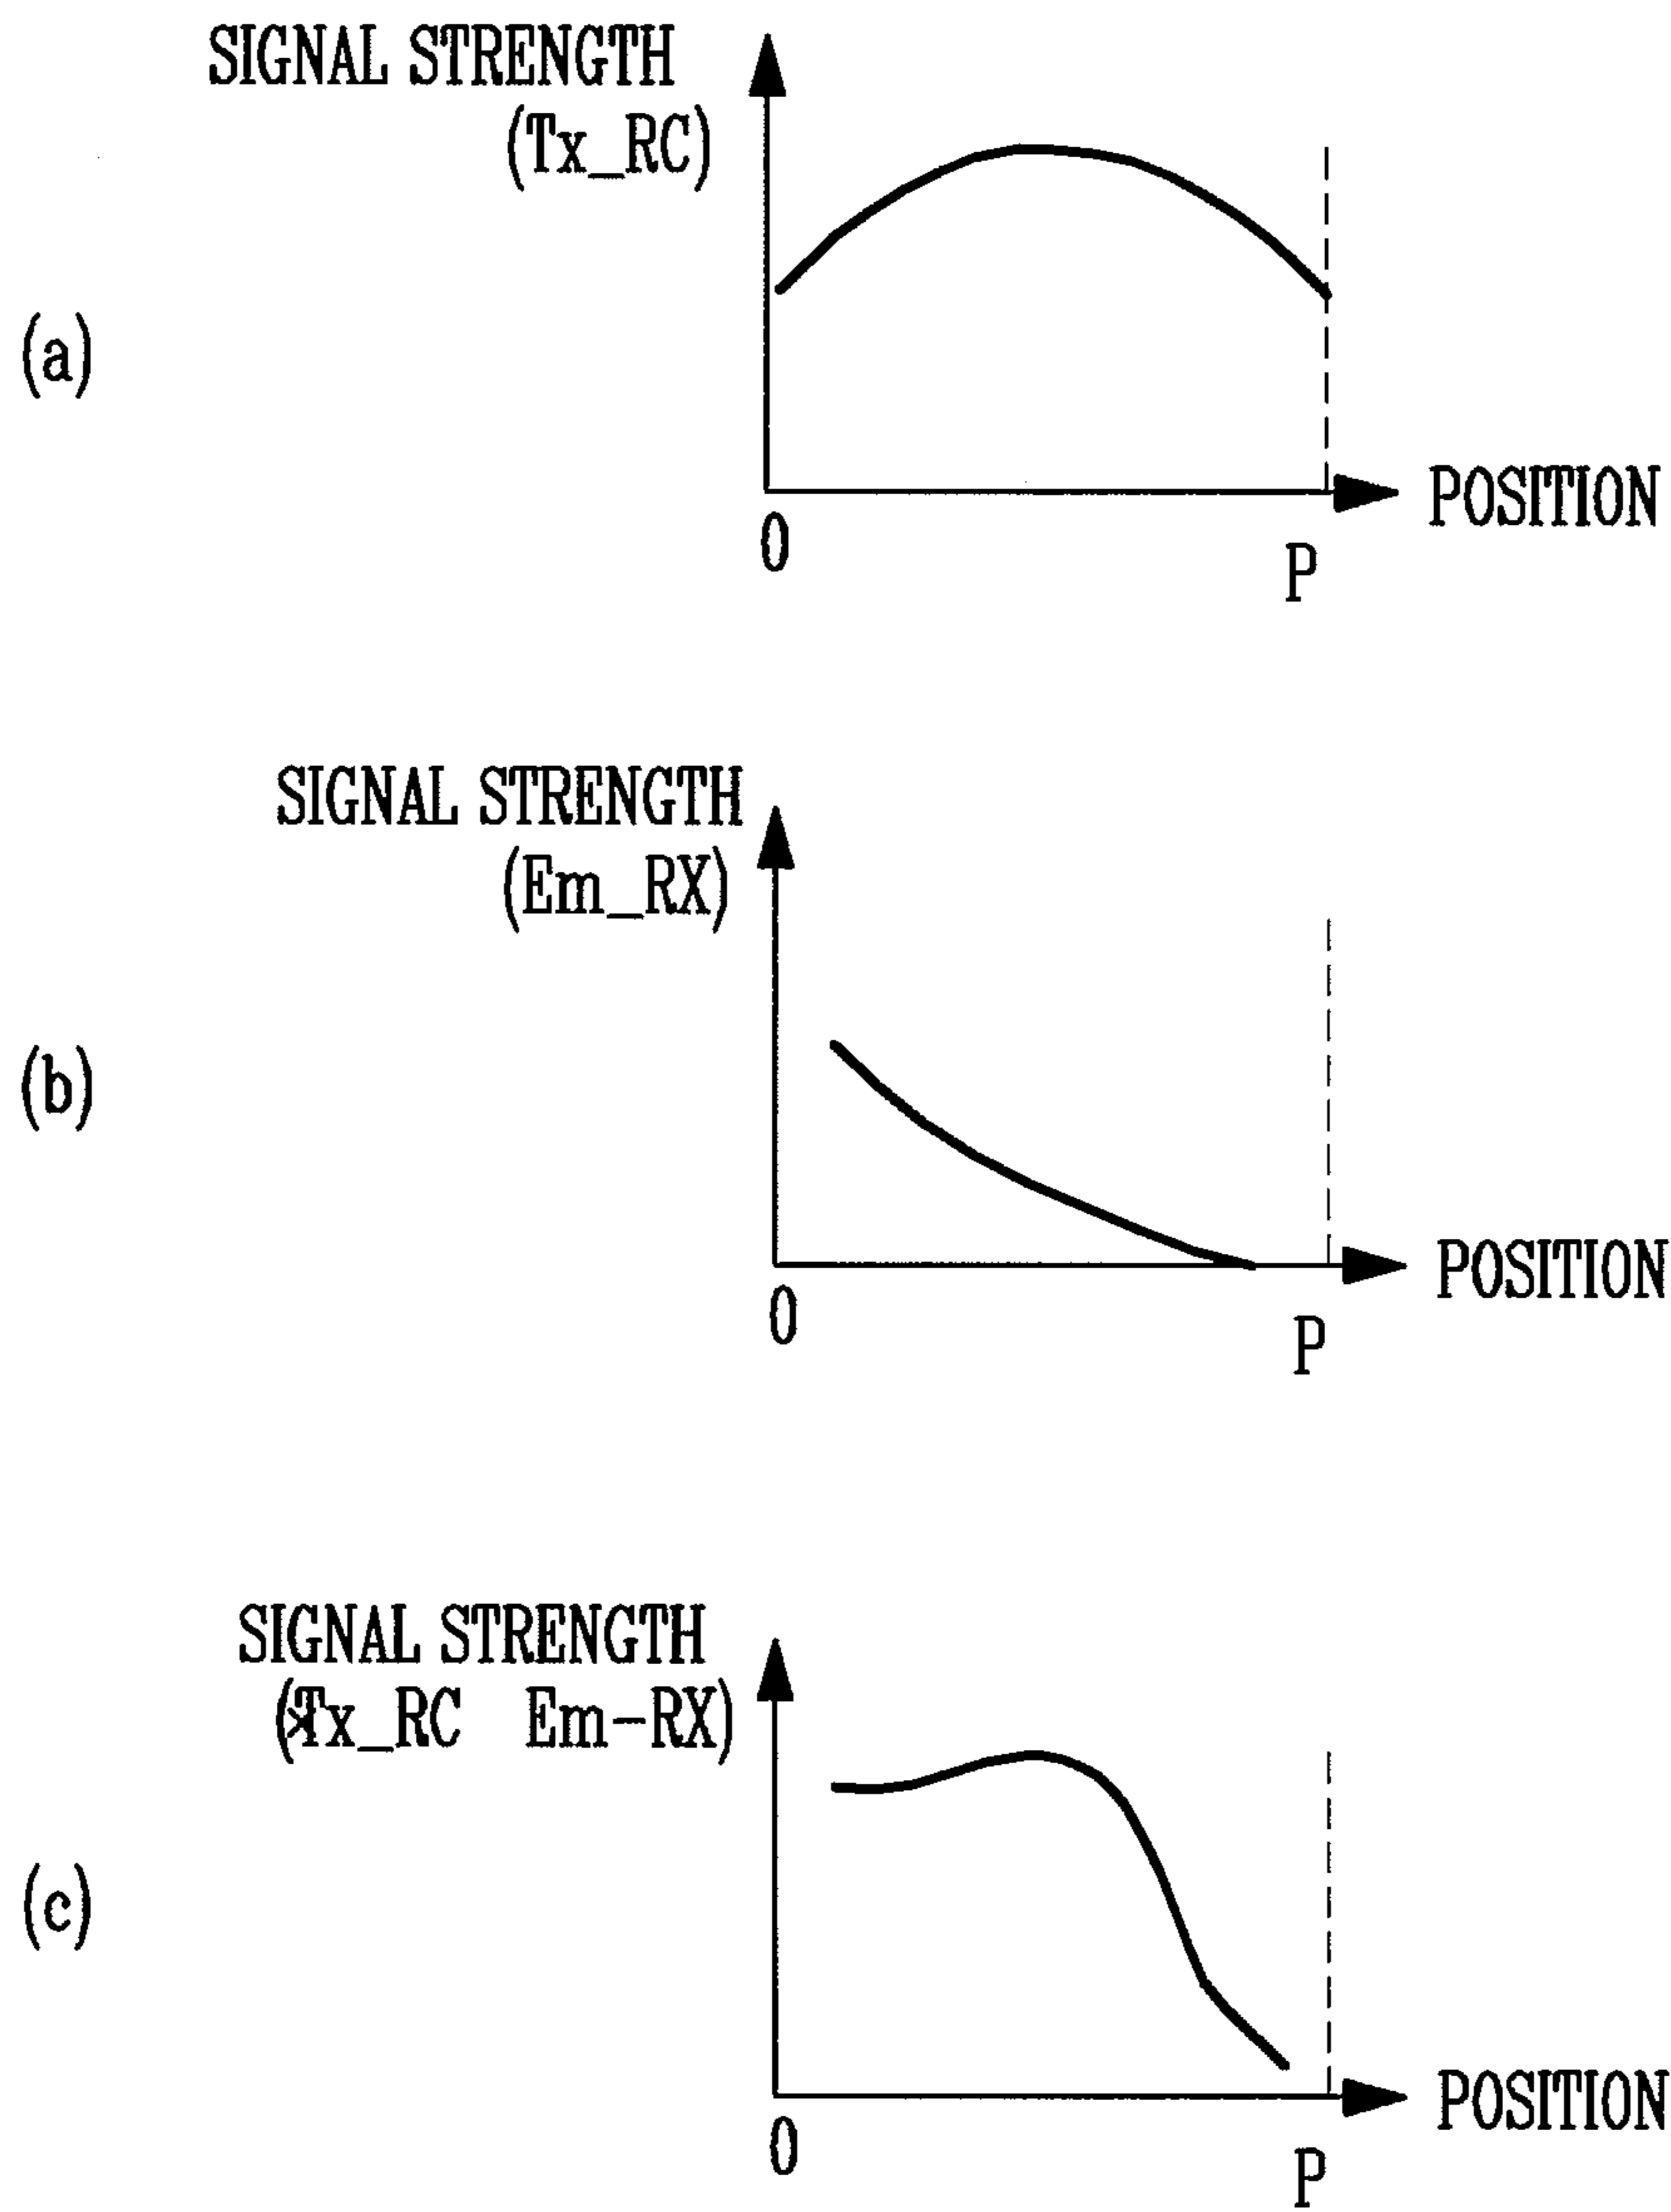 SIGNAL STRENGTH
(Tx_RC)
(a)
POSITION
0
P
SIGNAL STRENGTH
(Em_RX)
(b)
POSITION
0
P
SIGNAL STRENGTH
(*Tx_RC Em-RX)
(c)
POSITION
0
P